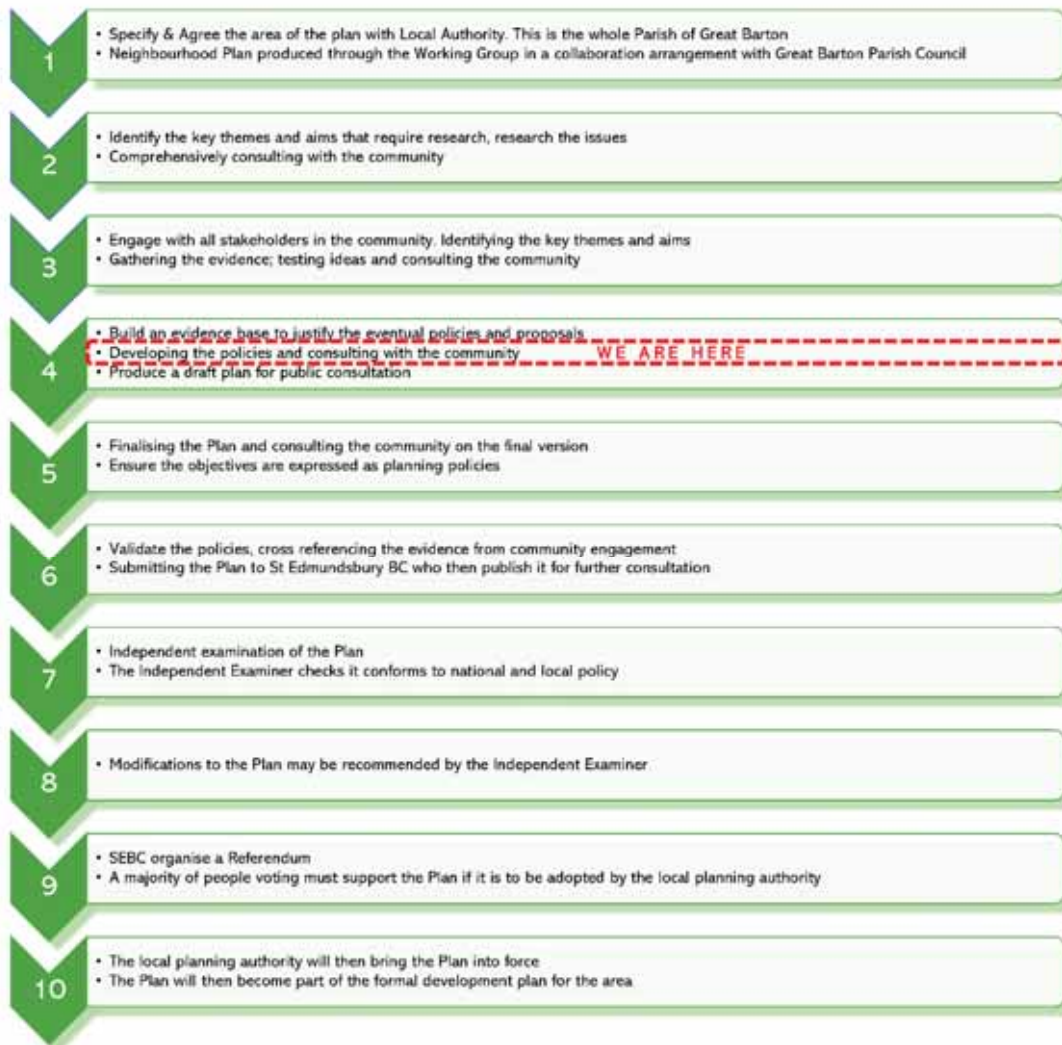 1
• Specify & Agree the area of the plan with Local Authority. This is the whole Parish of Great Barton
• Neighbourhood Plan produced through the Working Group in a collaboration arrangement with Great Barton Parish Council
2
• Identify the key themes and aims that require research, research the issues
• Comprehensively consulting with the community
3
• Engage with all stakeholders in the community. Identifying the key themes and aims
• Gathering the evidence; testing ideas and consulting the community
4
• Build an evidence base to justify the eventual policies and proposals
• Developing the policies and consulting with the community WE ARE HERE
• Produce a draft plan for public consultation
5
• Finalising the Plan and consulting the community on the final version
• Ensure the objectives are expressed as planning policies
6
• Validate the policies, cross referencing the evidence from community engagement
• Submitting the Plan to St Edmundsbury BC who then publish it for further consultation
7
• Independent examination of the Plan
• The Independent Examiner checks it conforms to national and local policy
8
• Modifications to the Plan may be recommended by the Independent Examiner
9
• SEBC organise a Referendum
• A majority of people voting must support the Plan if it is to be adopted by the local planning authority
10
• The local planning authority will then bring the Plan into force
• The Plan will then become part of the formal development plan for the area